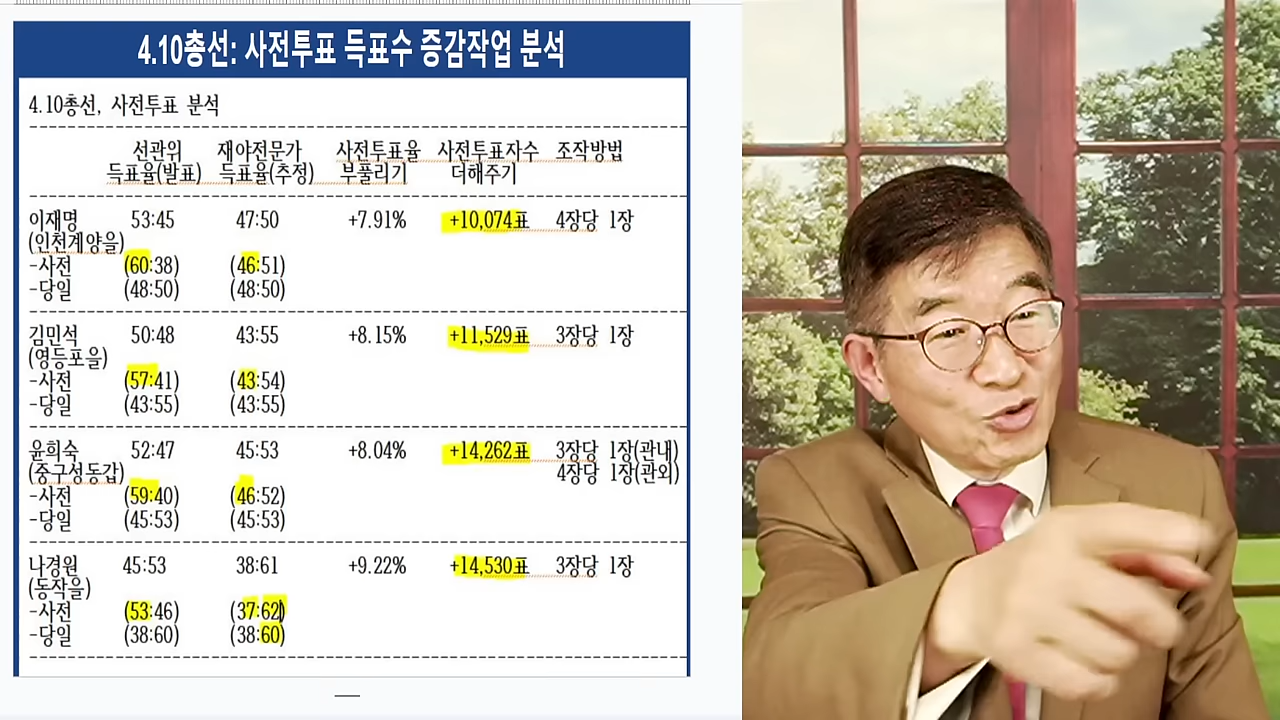 4.10총선: 사전투표 득표수 증감작업 분석
4.10총선, 사전투표 분석
선관위 재야전문가 사전투표율 사전투표자수 조작방법
득표율(발표) 득표율(추정) 부풀리기 더해주기
이재명 53:45 47:50 +7.91% +10,074표 4장당 1장
(인천계양을)
-사전 (60:38) (46:51)
-당일 (48:50) (48:50)
김민석 50:48 43:55 +8.15% +11,529표 3장당 1장
(영등포을)
-사전 (57:41) (43:54)
-당일 (43:55) (43:55)
윤희숙 52:47 45:53 +8.04% +14,262표 3장당 1장(관내)
(중구성동갑) 4장당 1장(관외)
-사전 (59:40) (46:52)
-당일 (45:53) (45:53)
나경원 45:53 38:61 +9.22% +14,530표 3장당 1장
(동작을)
-사전 (53:46) (37:62)
-당일 (38:60) (38:60)